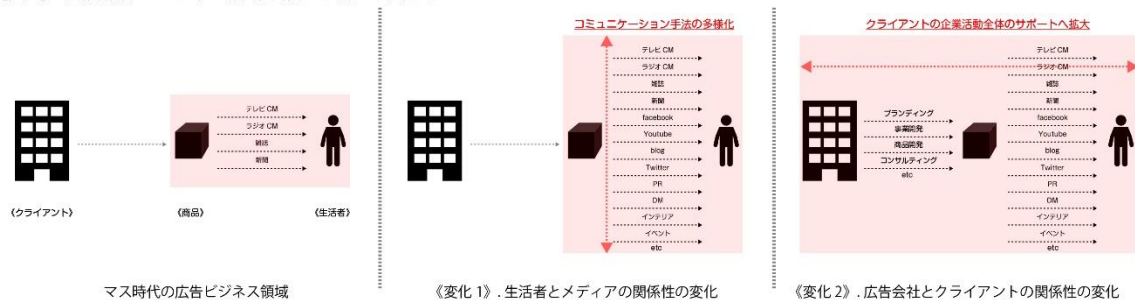 テレビ CM
ラジオ CM
雑誌
新聞
《クライアント》
《商品》
《生活者》
マス時代の広告ビジネス領域
コミュニケーション手法の多様化
テレビ CM
ラジオ CM
雑誌
新聞
facebook
Youtube
blog
Twitter
PR
DM
インテリア
イベント
etc
《変化 1》. 生活者とメディアの関係性の変化
クライアントの企業活動全体のサポートへ拡大
ブランディング
事業開発
商品開発
コンサルティング
etc
テレビ CM
ラジオ CM
雑誌
新聞
facebook
Youtube
blog
Twitter
PR
DM
インテリア
イベント
etc
《変化 2》. 広告会社とクライアントの関係性の変化